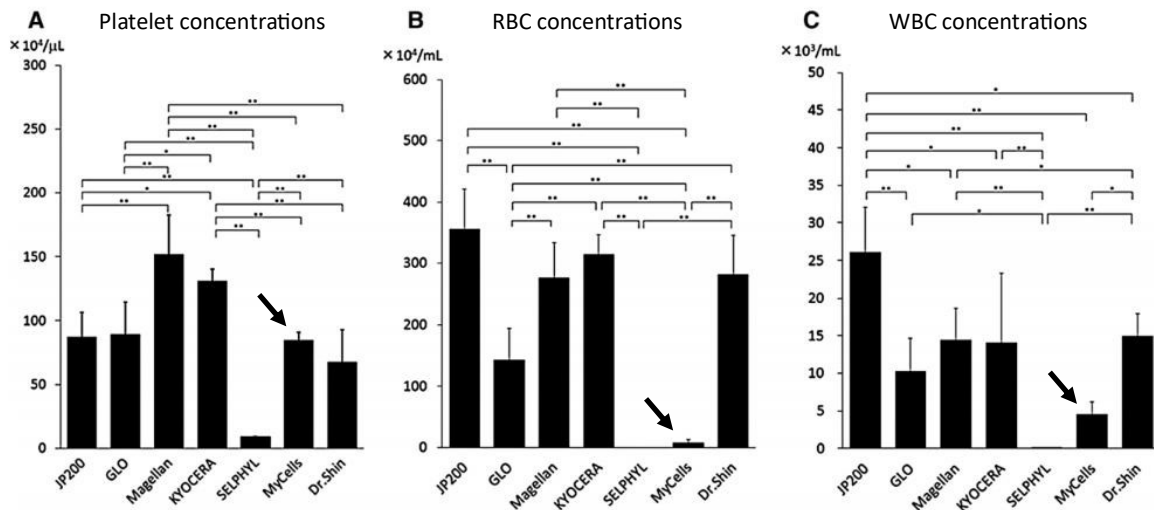 A Platelet concentrations
× 10⁴/μL
300
250
200
150
100
50
0
** 
**
**
**
*
**
**
*
**
**
**
**
**
**
JP200
GLO
Magellan
KYOCERA
SELPHYL
MyCells
Dr.Shin
B RBC concentrations
× 10⁴/mL
600
500
400
300
200
100
0
**
**
**
**
**
**
**
**
**
**
**
**
**
JP200
GLO
Magellan
KYOCERA
SELPHYL
MyCells
Dr.Shin
C WBC concentrations
× 10³/mL
50
45
40
35
30
25
20
15
10
5
0
*
**
**
*
**
*
*
**
**
*
*
**
JP200
GLO
Magellan
KYOCERA
SELPHYL
MyCells
Dr.Shin